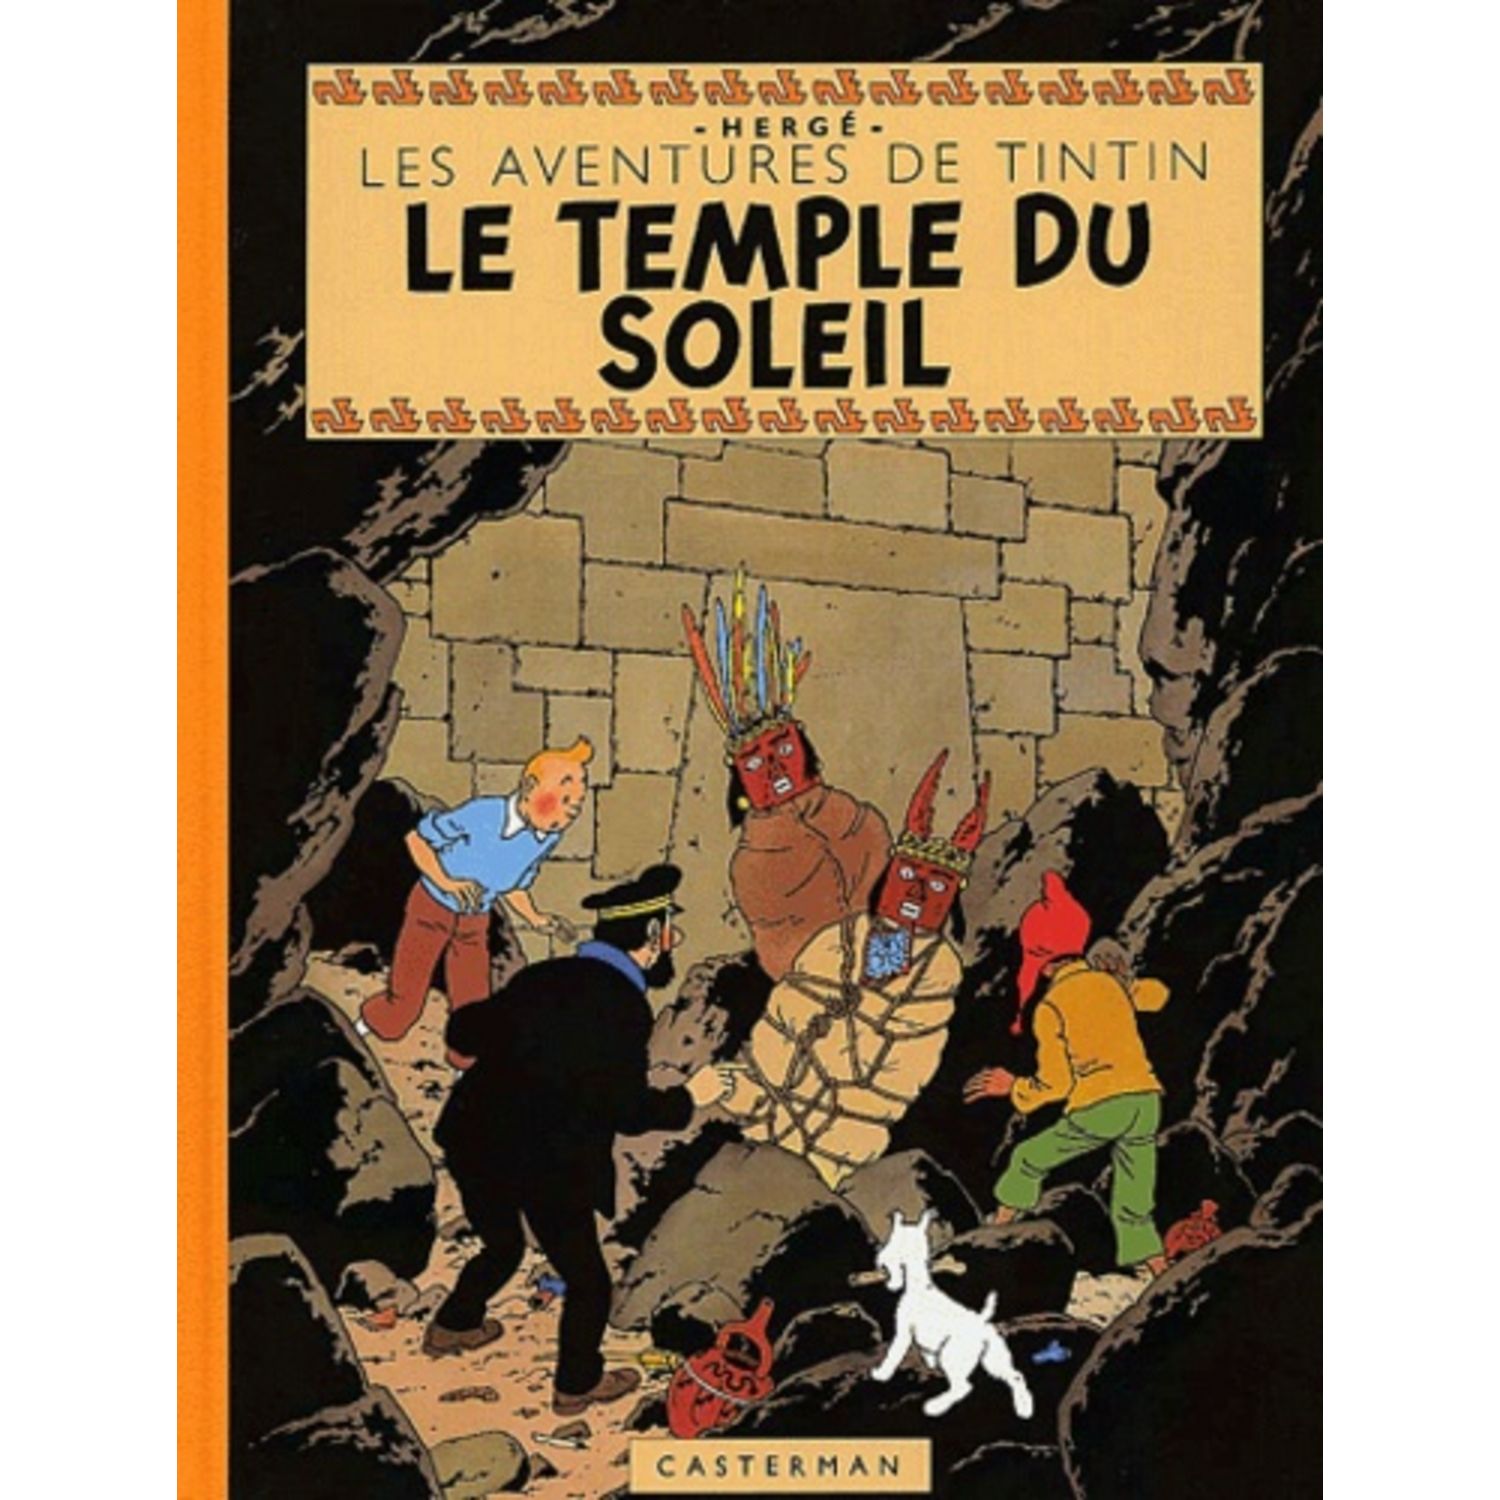 - HERGÉ -
LES AVENTURES DE TINTIN
LE TEMPLE DU
SOLEIL
CASTERMAN